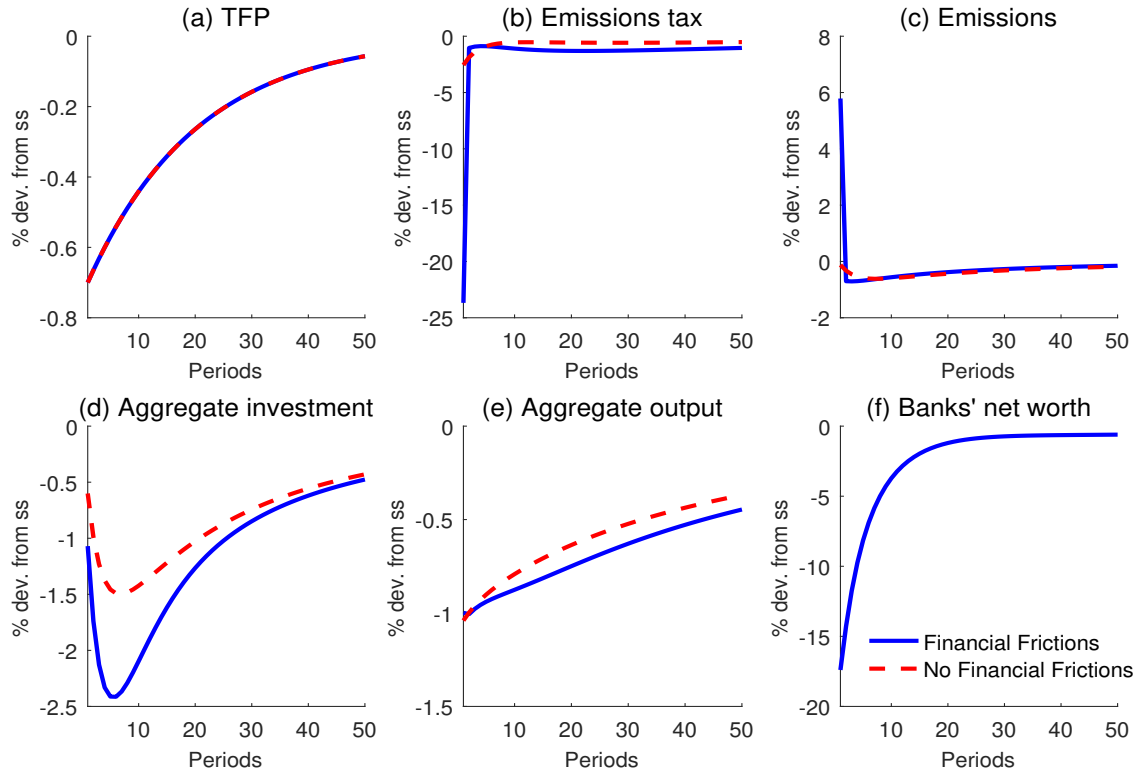 (a) TFP
0
-0.2
-0.4
-0.6
-0.8
% dev. from ss
10 20 30 40 50
Periods
(b) Emissions tax
0
-5
-10
-15
-20
-25
% dev. from ss
10 20 30 40 50
Periods
(c) Emissions
8
6
4
2
0
-2
% dev. from ss
10 20 30 40 50
Periods
(d) Aggregate investment
0
-0.5
-1
-1.5
-2
-2.5
% dev. from ss
10 20 30 40 50
Periods
(e) Aggregate output
0
-0.5
-1
-1.5
% dev. from ss
10 20 30 40 50
Periods
(f) Banks' net worth
0
-5
-10
-15
-20
% dev. from ss
Financial Frictions
No Financial Frictions
10 20 30 40 50
Periods